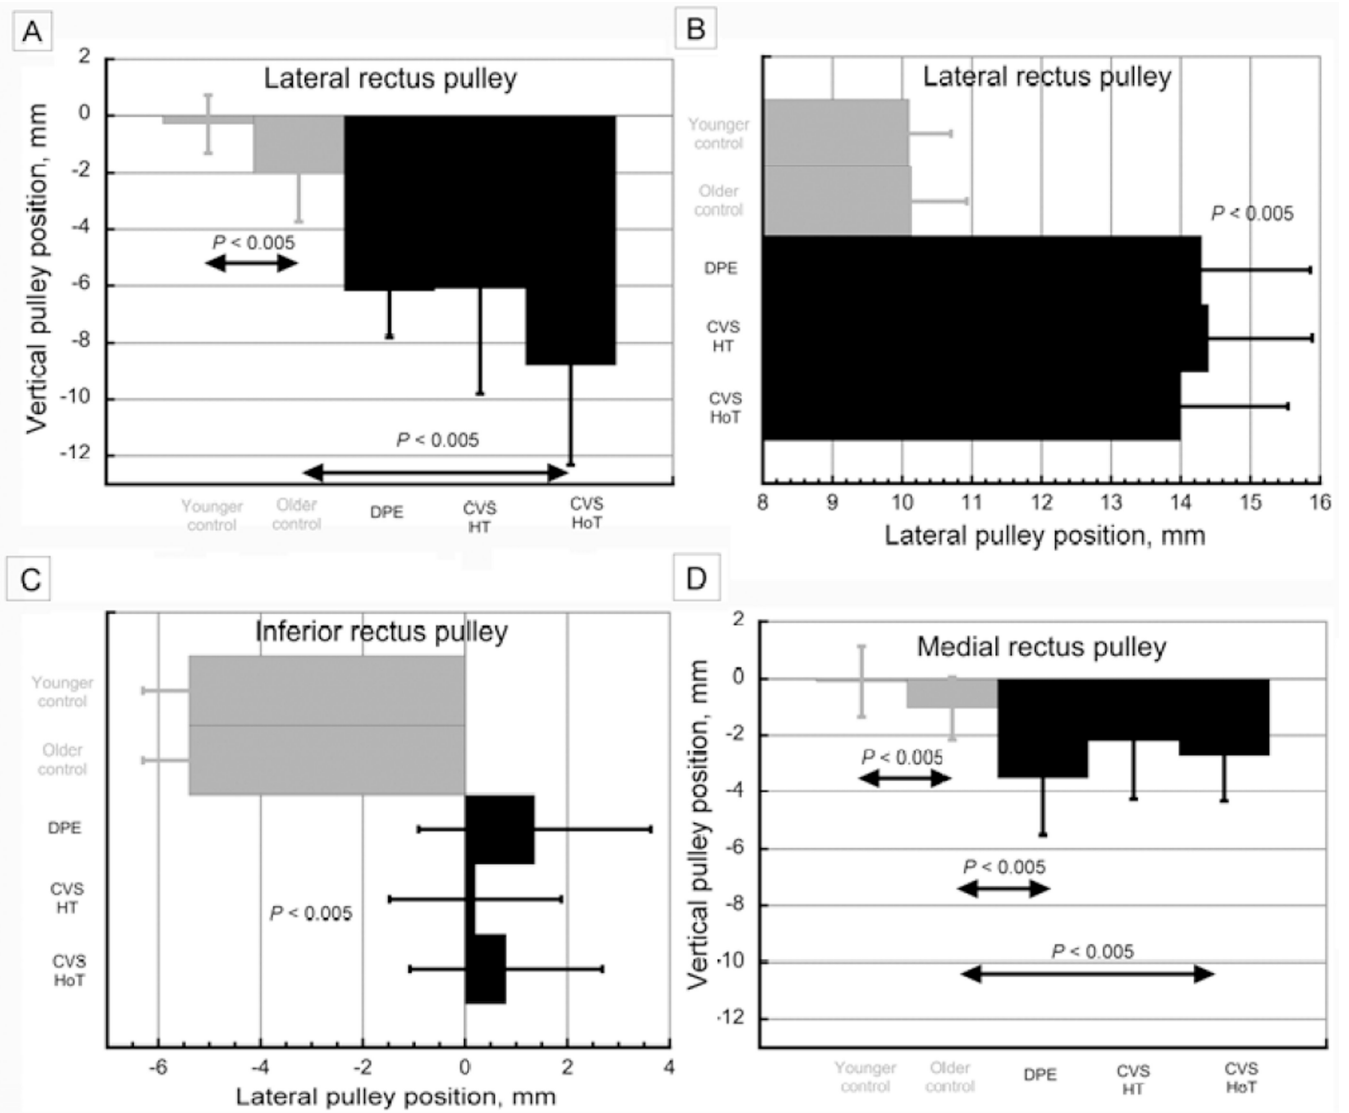 A
Lateral rectus pulley
Vertical pulley position, mm
2
0
-2
-4
-6
-8
-10
-12
P < 0.005
P < 0.005
Younger
control
Older
control
DPE
CVS
HT
CVS
HoT
B
Lateral rectus pulley
Younger
control
Older
control
DPE
CVS
HT
CVS
HoT
P < 0.005
8 9 10 11 12 13 14 15 16
Lateral pulley position, mm
C
Inferior rectus pulley
Younger
control
Older
control
DPE
CVS
HT
CVS
HoT
P < 0.005
-6 -4 -2 0 2 4
Lateral pulley position, mm
D
Medial rectus pulley
Vertical pulley position, mm
2
0
-2
-4
-6
-8
-10
-12
P < 0.005
P < 0.005
P < 0.005
Younger
control
Older
control
DPE
CVS
HT
CVS
HoT